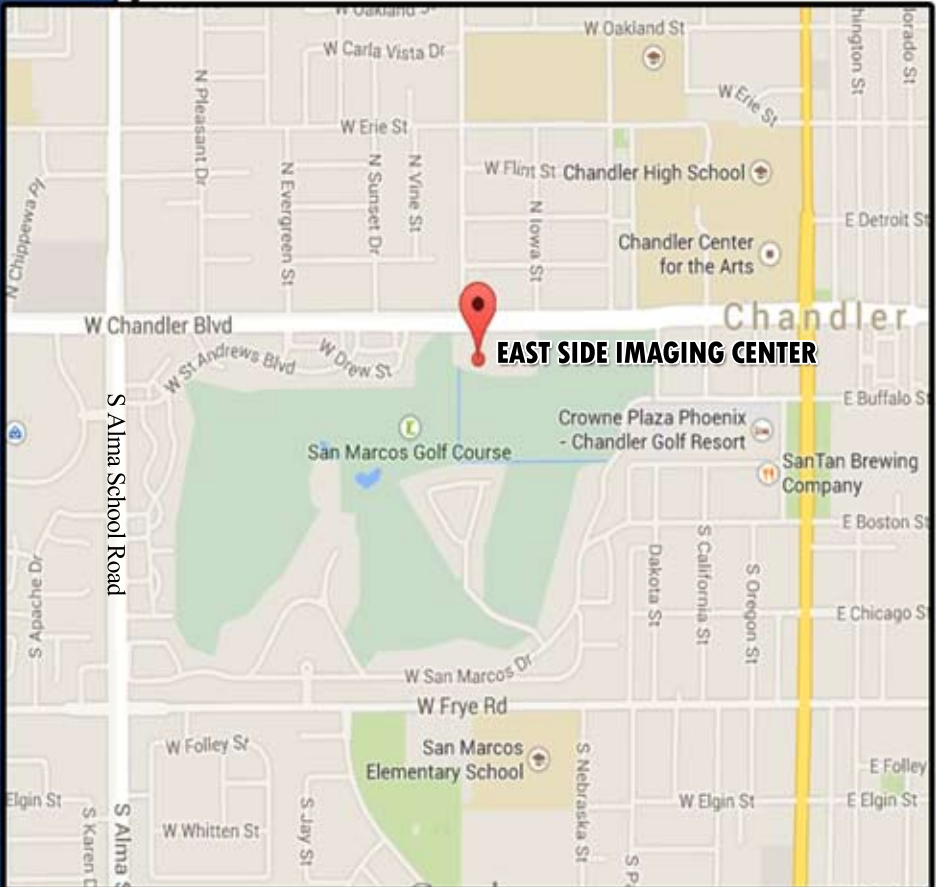 W Oakland St
W Oakland St
W Carla Vista Dr
N Pleasant Dr
W Erie St
W Erie St
N Evergreen St
N Sunset Dr
N Vine St
W Flint St
Chandler High School
N Iowa St
E Detroit St
N Chippewa Pl
Chandler Center
for the Arts
W Chandler Blvd
Chandler
W St Andrews Blvd
W Drew St
EAST SIDE IMAGING CENTER
E Buffalo St
S Alma School Road
San Marcos Golf Course
Crowne Plaza Phoenix
- Chandler Golf Resort
SanTan Brewing
Company
E Boston St
S Apache Dr
Dakota St
S California St
S Oregon St
E Chicago St
W San Marcos Dr
W Frye Rd
W Folley St
San Marcos
Elementary School
S Nebraska St
E Folley
Elgin St
W Elgin St
E Elgin St
S Karen D
S Alma S
W Whitten St
S Jay St